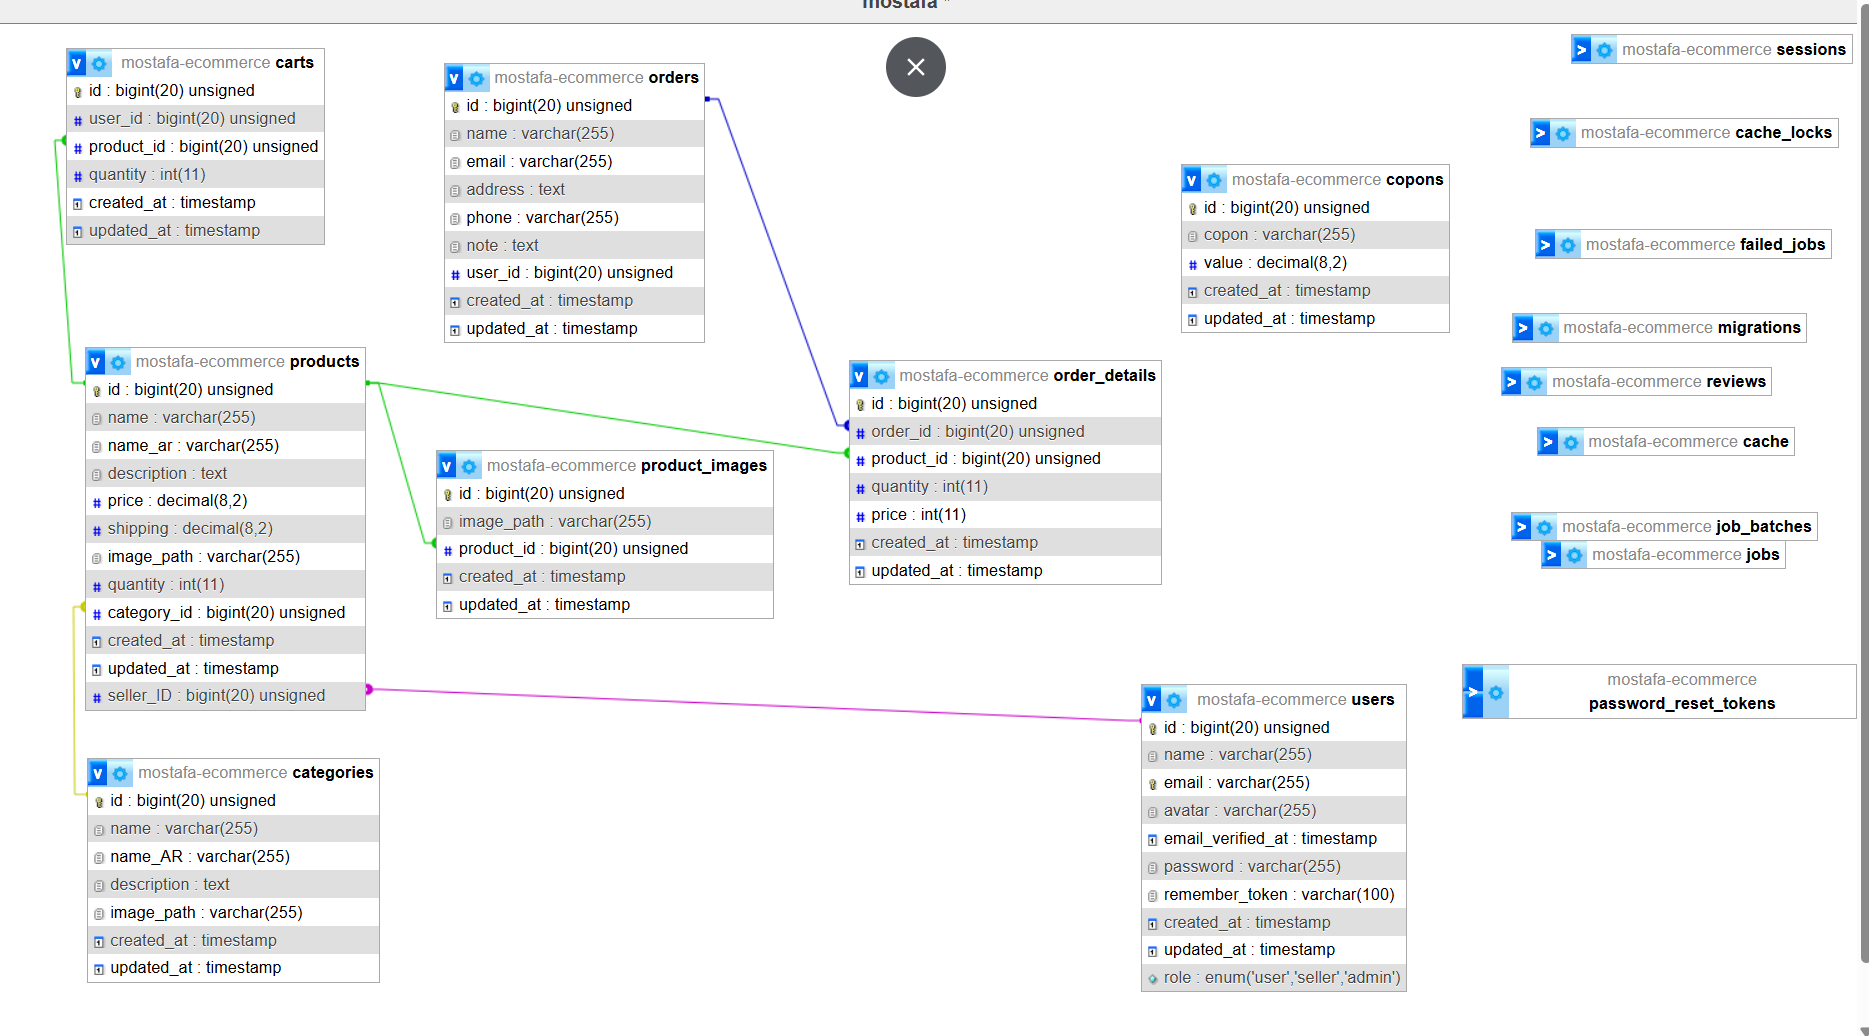 mostafa *
mostafa-ecommerce carts
id : bigint(20) unsigned
user_id : bigint(20) unsigned
product_id : bigint(20) unsigned
quantity : int(11)
created_at : timestamp
updated_at : timestamp
mostafa-ecommerce orders
id : bigint(20) unsigned
name : varchar(255)
email : varchar(255)
address : text
phone : varchar(255)
note : text
user_id : bigint(20) unsigned
created_at : timestamp
updated_at : timestamp
mostafa-ecommerce copons
id : bigint(20) unsigned
copon : varchar(255)
value : decimal(8,2)
created_at : timestamp
updated_at : timestamp
mostafa-ecommerce sessions
mostafa-ecommerce cache_locks
mostafa-ecommerce failed_jobs
mostafa-ecommerce migrations
mostafa-ecommerce reviews
mostafa-ecommerce cache
mostafa-ecommerce job_batches
mostafa-ecommerce jobs
mostafa-ecommerce
password_reset_tokens
mostafa-ecommerce products
id : bigint(20) unsigned
name : varchar(255)
name_ar : varchar(255)
description : text
price : decimal(8,2)
shipping : decimal(8,2)
image_path : varchar(255)
quantity : int(11)
category_id : bigint(20) unsigned
created_at : timestamp
updated_at : timestamp
seller_ID : bigint(20) unsigned
mostafa-ecommerce product_images
id : bigint(20) unsigned
image_path : varchar(255)
product_id : bigint(20) unsigned
created_at : timestamp
updated_at : timestamp
mostafa-ecommerce order_details
id : bigint(20) unsigned
order_id : bigint(20) unsigned
product_id : bigint(20) unsigned
quantity : int(11)
price : int(11)
created_at : timestamp
updated_at : timestamp
mostafa-ecommerce categories
id : bigint(20) unsigned
name : varchar(255)
name_AR : varchar(255)
description : text
image_path : varchar(255)
created_at : timestamp
updated_at : timestamp
mostafa-ecommerce users
id : bigint(20) unsigned
name : varchar(255)
email : varchar(255)
avatar : varchar(255)
email_verified_at : timestamp
password : varchar(255)
remember_token : varchar(100)
created_at : timestamp
updated_at : timestamp
role : enum('user','seller','admin')